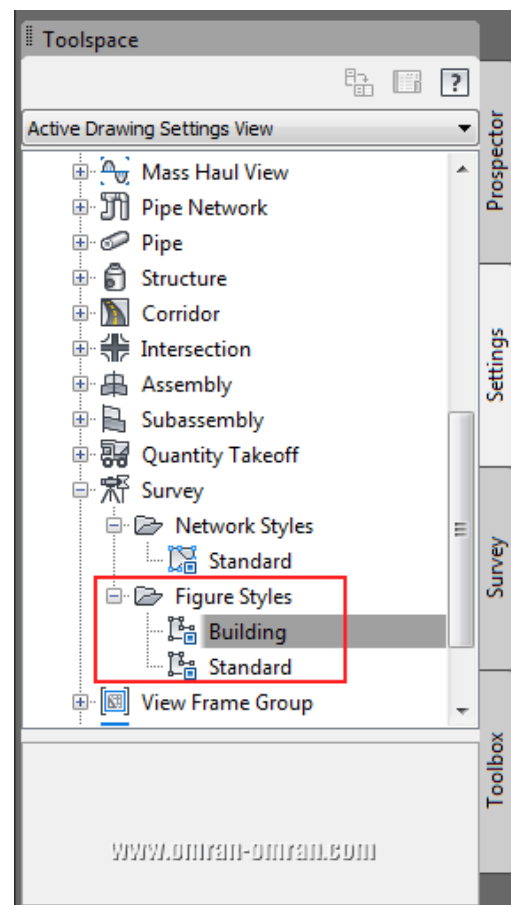 Toolspace
?
Active Drawing Settings View
Mass Haul View
Pipe Network
Pipe
Structure
Corridor
Intersection
Assembly
Subassembly
Quantity Takeoff
Survey
Network Styles
Standard
Figure Styles
Building
Standard
View Frame Group
Prospector
Settings
Survey
Toolbox
www.omran-omran.com